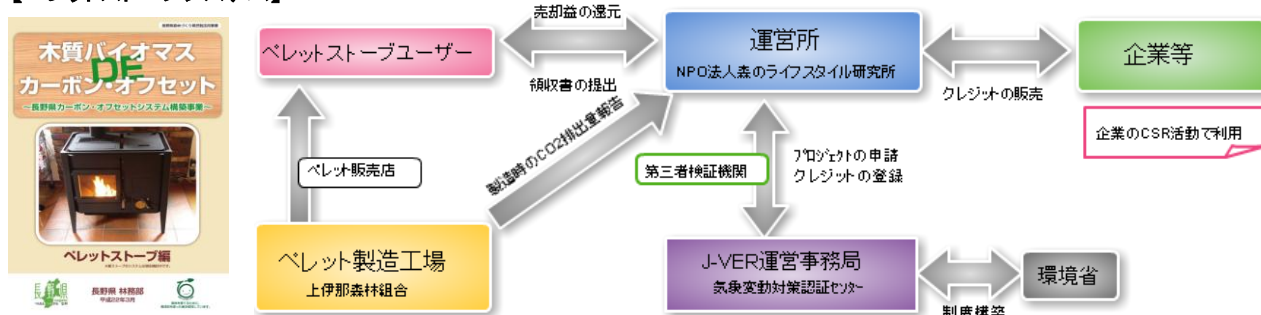 木質バイオマス
DE
カーボン・オフセット
～長野県カーボン・オフセットシステム構築事業～
ペレットストーブ編
長野県 林務部
平成22年3月
ペレットストーブユーザー
売却益の還元
領収書の提出
運営所
NPO法人森のライフスタイル研究所
クレジットの販売
企業等
企業のCSR活動で利用
ペレット販売店
製造時のCO2排出量報告
第三者検証機関
プロジェクトの申請
クレジットの登録
ペレット製造工場
上伊那森林組合
J-VER運営事務局
気象変動対策認証センター
環境省
制度構築